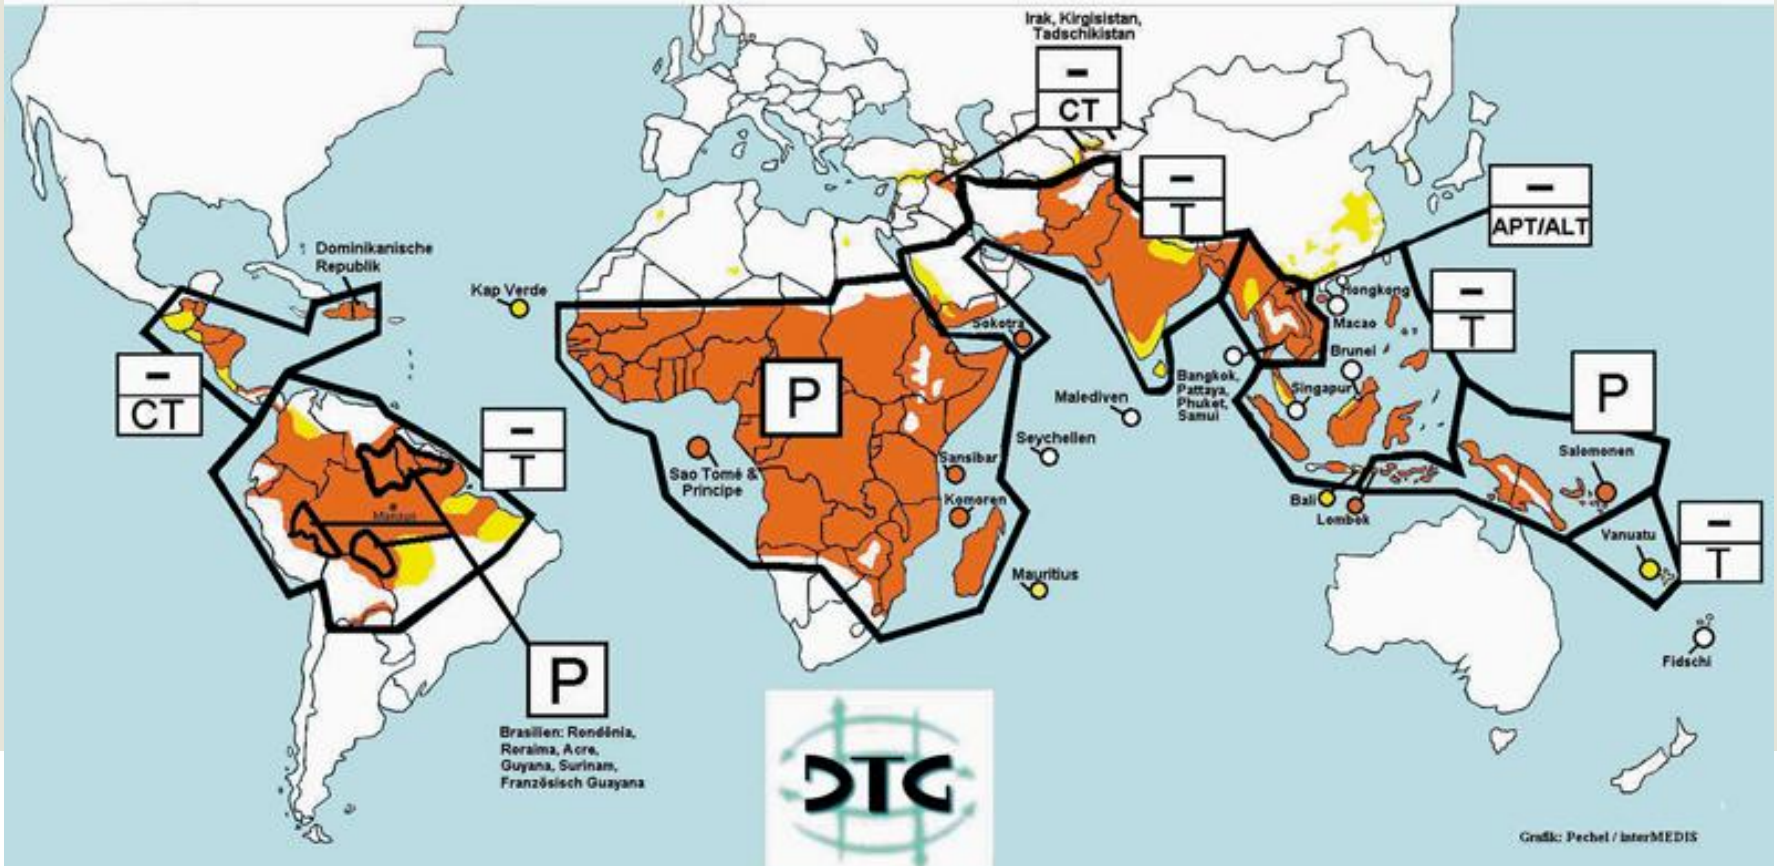 Irak, Kirgisistan,
Tadschikistan
–
CT
–
T
–
APT/ALT
Dominikanische
Republik
Kap Verde
Hongkong
Macao
–
T
Sokotra
Brunei
P
Bangkok,
Pattaya,
Phuket,
Samui
Singapur
Malediven
–
CT
P
–
T
Seychellen
Sansibar
Salomonen
Sao Tomé &
Principe
Komoren
Bali
Lombok
Manaus
Vanuatu
–
T
Mauritius
Fidschi
P
Brasilien: Rondênia,
Roraima, Acre,
Guyana, Surinam,
Französisch Guayana
DTG
Grafik: Pechel / interMEDIS